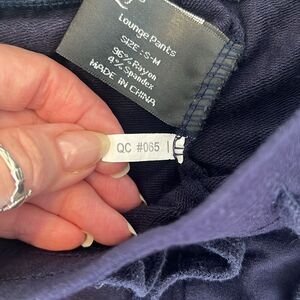 Lounge Pants
SIZE: S-M
96% Rayon
4% Spandex
MADE IN CHINA
QC #065